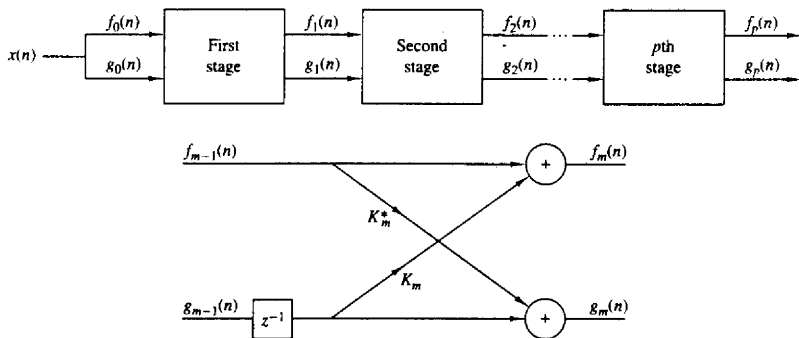 f₀(n) f₁(n) f₂(n) fₚ(n)
x(n) First stage Second stage ... pth stage
g₀(n) g₁(n) g₂(n) ... gₚ(n)
fₘ₋₁(n) + fₘ(n)
K*ₘ
Kₘ
gₘ₋₁(n) z⁻¹ + gₘ(n)